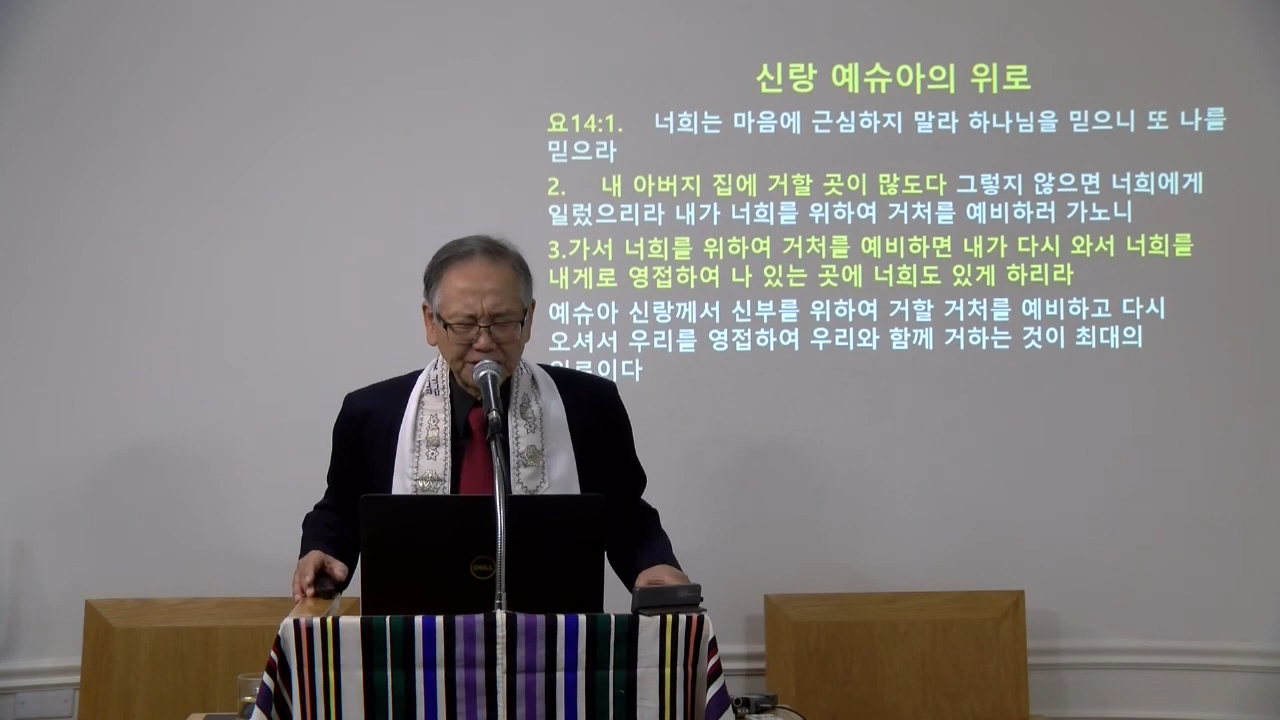 신랑 예슈아의 위로
요14:1. 너희는 마음에 근심하지 말라 하나님을 믿으니 또 나를
믿으라
2. 내 아버지 집에 거할 곳이 많도다 그렇지 않으면 너희에게
일렀으리라 내가 너희를 위하여 거처를 예비하러 가노니
3.가서 너희를 위하여 거처를 예비하면 내가 다시 와서 너희를
내게로 영접하여 나 있는 곳에 너희도 있게 하리라
예슈아 신랑께서 신부를 위하여 거할 거처를 예비하고 다시
오셔서 우리를 영접하여 우리와 함께 거하는 것이 최대의
위로이다
DELL